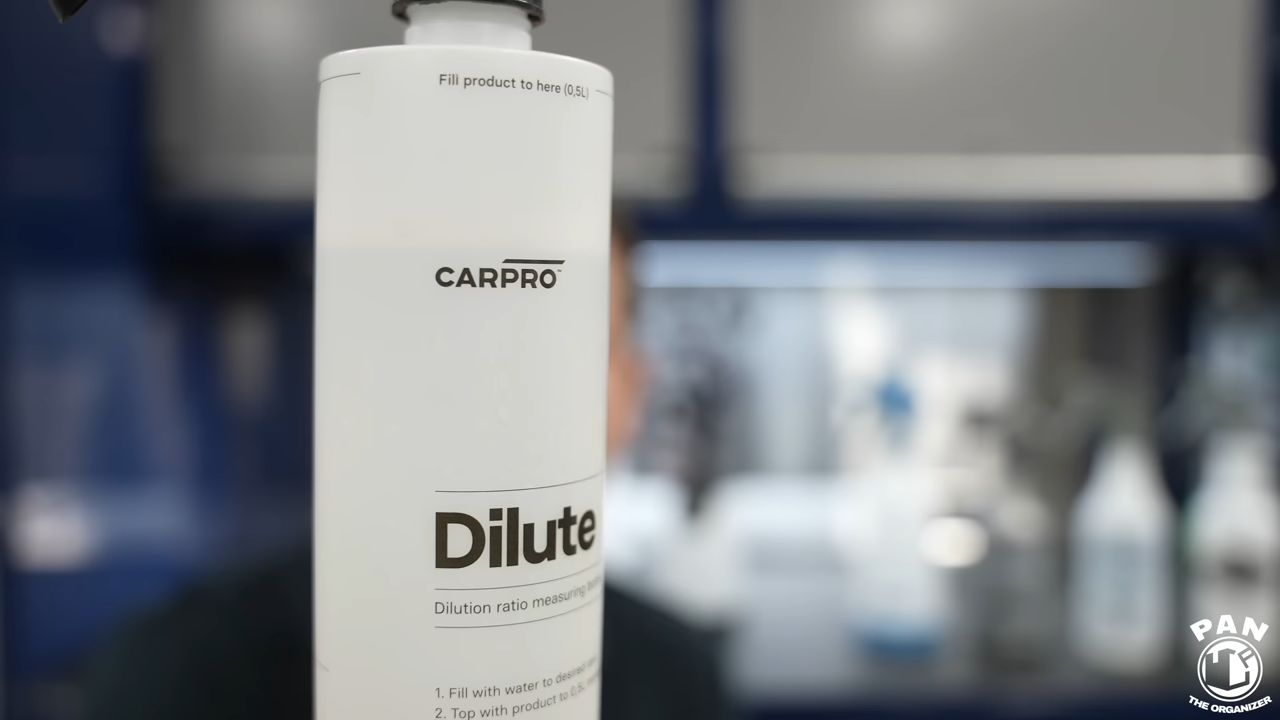 Fill product to here (0,5L)
CARPRO™
Dilute
Dilution ratio measuring
1. Fill with water to desired
2. Top with product to 0,5L
PAN
THE ORGANIZER